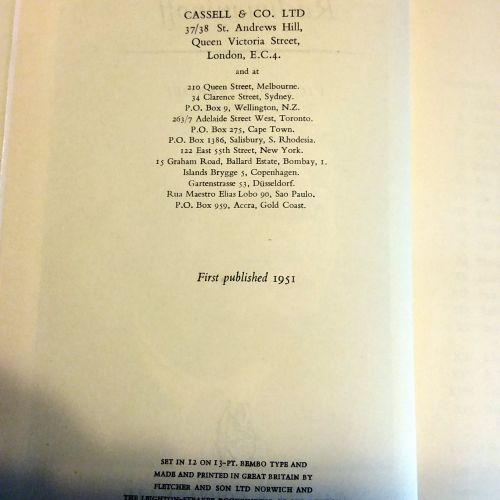 CASSELL & CO. LTD
37/38 St. Andrews Hill,
Queen Victoria Street,
London, E.C.4.
and at
210 Queen Street, Melbourne.
34 Clarence Street, Sydney.
P.O. Box 9, Wellington, N.Z.
263/7 Adelaide Street West, Toronto.
P.O. Box 275, Cape Town.
P.O. Box 1386, Salisbury, S. Rhodesia.
122 East 55th Street, New York.
15 Graham Road, Ballard Estate, Bombay, 1.
Islands Brygge 5, Copenhagen.
Gartenstrasse 53, Düsseldorf.
Rua Maestro Elias Lobo 90, Sao Paulo.
P.O. Box 959, Accra, Gold Coast.
First published 1951
SET IN 12 ON 13-PT. BEMBO TYPE AND
MADE AND PRINTED IN GREAT BRITAIN BY
FLETCHER AND SON LTD NORWICH AND